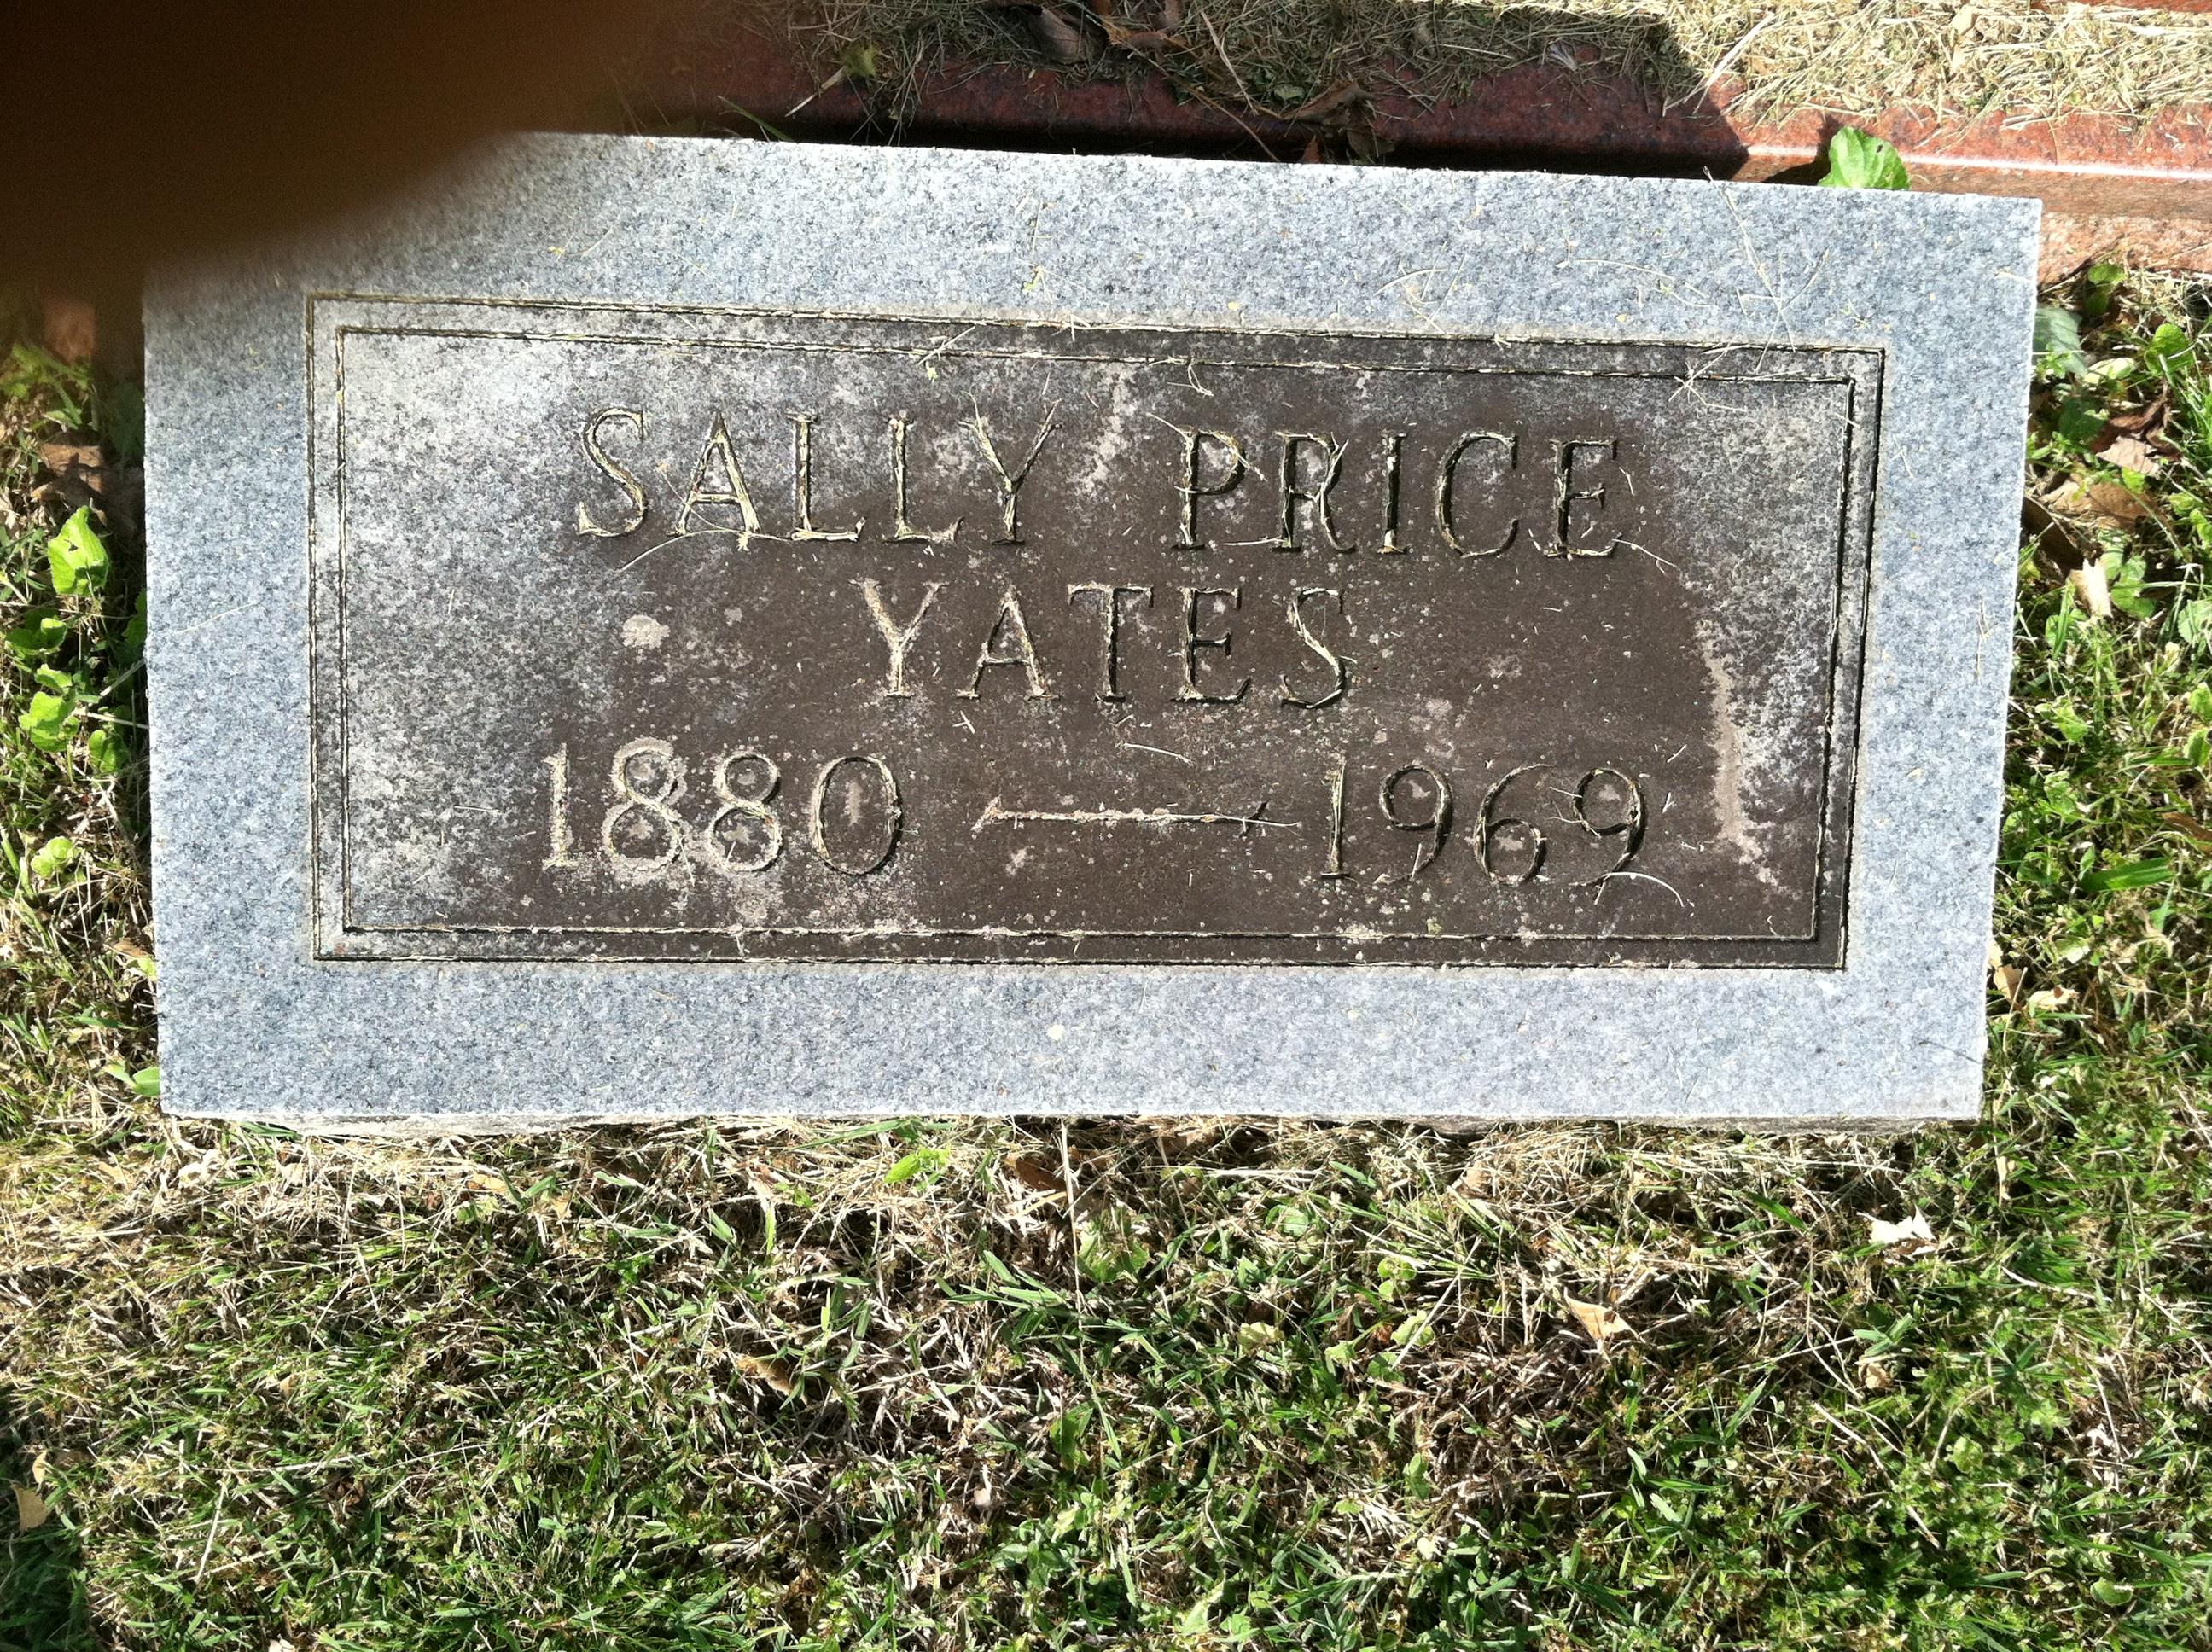 SALLY PRICE
YATES
1880 — 1969